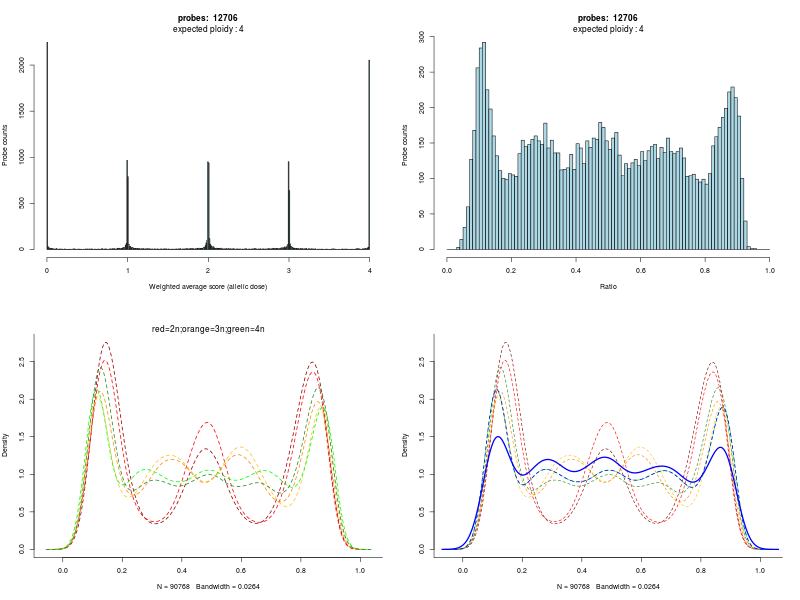 probes: 12706
expected ploidy : 4
Probe counts
2000
1500
1000
500
0
0 1 2 3 4
Weighted average score (allelic dose)
probes: 12706
expected ploidy : 4
Probe counts
300
250
200
150
100
50
0
0.0 0.2 0.4 0.6 0.8 1.0
Ratio
red=2n;orange=3n;green=4n
Density
2.5
2.0
1.5
1.0
0.5
0.0
0.0 0.2 0.4 0.6 0.8 1.0
N = 90768 Bandwidth = 0.0264
Density
2.5
2.0
1.5
1.0
0.5
0.0
0.0 0.2 0.4 0.6 0.8 1.0
N = 90768 Bandwidth = 0.0264